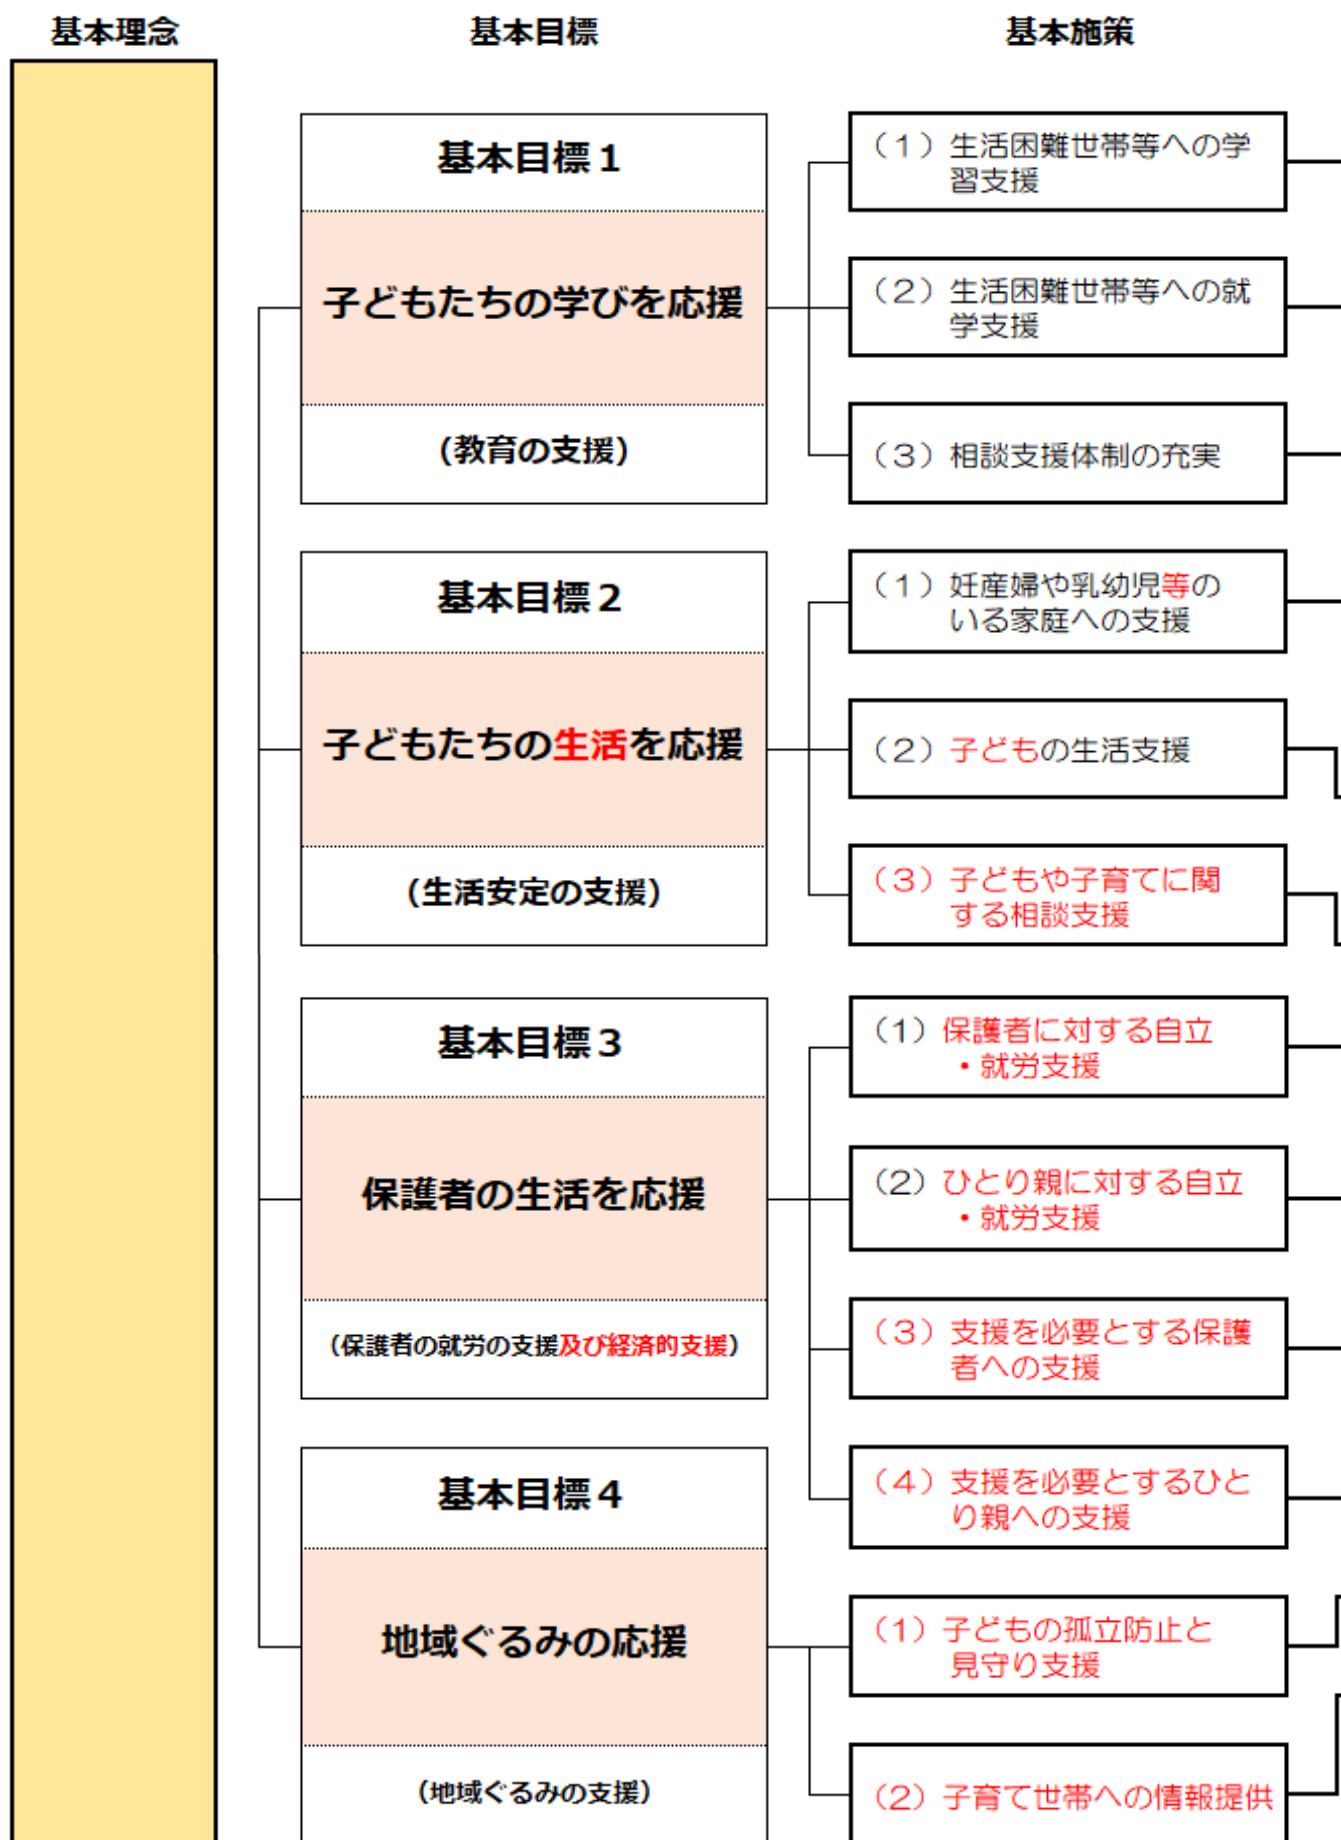 基本理念
基本目標
基本施策
基本目標１
子どもたちの学びを応援
(教育の支援)
（１）生活困難世帯等への学
習支援
（２）生活困難世帯等への就
学支援
（３）相談支援体制の充実
基本目標２
子どもたちの生活を応援
(生活安定の支援)
（１）妊産婦や乳幼児等の
いる家庭への支援
（２）子どもの生活支援
（３）子どもや子育てに関
する相談支援
基本目標３
保護者の生活を応援
(保護者の就労の支援及び経済的支援)
（1）保護者に対する自立
・就労支援
（2）ひとり親に対する自立
・就労支援
（３）支援を必要とする保護
者への支援
（４）支援を必要とするひと
り親への支援
基本目標４
地域ぐるみの応援
(地域ぐるみの支援)
（1）子どもの孤立防止と
見守り支援
（2）子育て世帯への情報提供